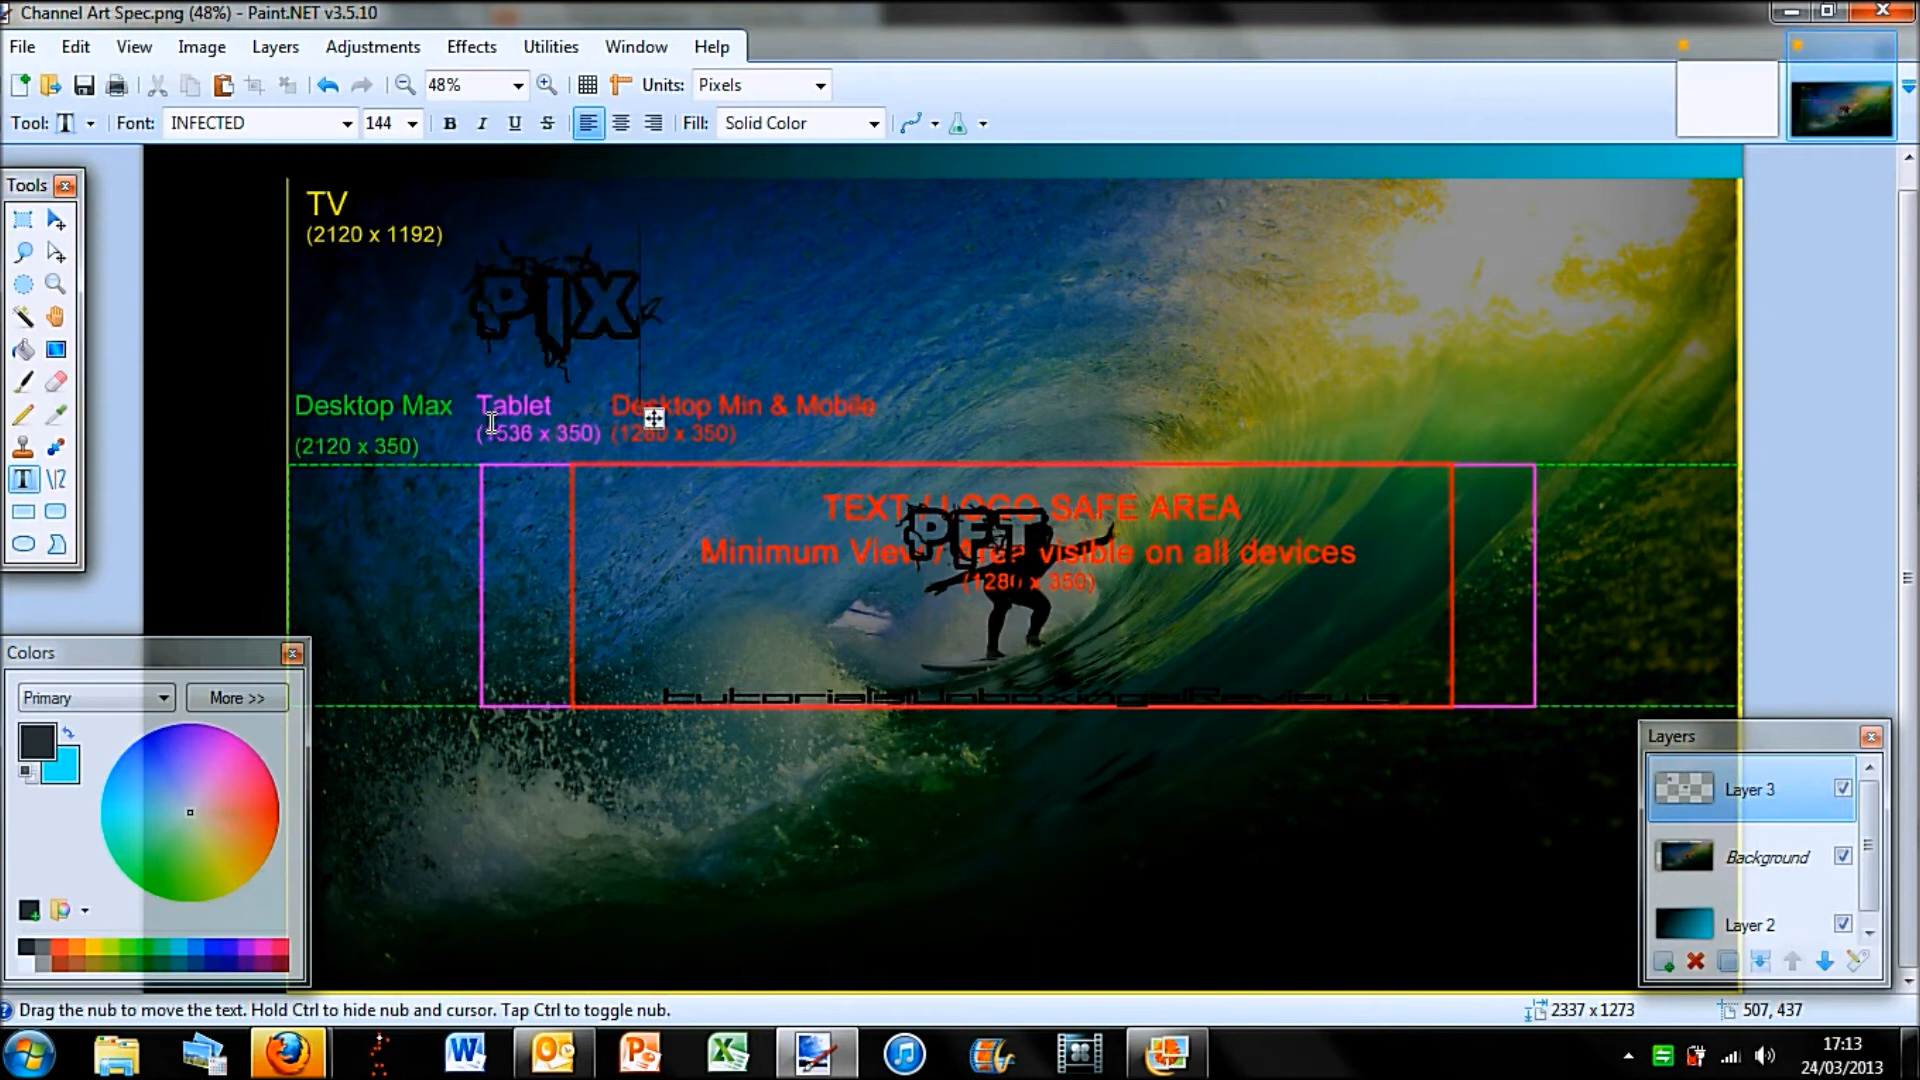 Channel Art Spec.png (48%) - Paint.NET v3.5.10
File Edit View Image Layers Adjustments Effects Utilities Window Help
48% Units: Pixels
Tool: T Font: INFECTED 144 B I U S Fill: Solid Color
Tools
TV
(2120 x 1192)
PIX
Desktop Max Tablet Desktop Min & Mobile
(2120 x 350) (1536 x 350) (1280 x 350)
TEXT / LOGO SAFE AREA
PFT
Minimum View Area visible on all devices
(1280 x 350)
tutorials|Unboxings|Reviews
Colors
Primary More >>
Layers
Layer 3
Background
Layer 2
Drag the nub to move the text. Hold Ctrl to hide nub and cursor. Tap Ctrl to toggle nub.
2337 x 1273 507, 437
17:13
24/03/2013